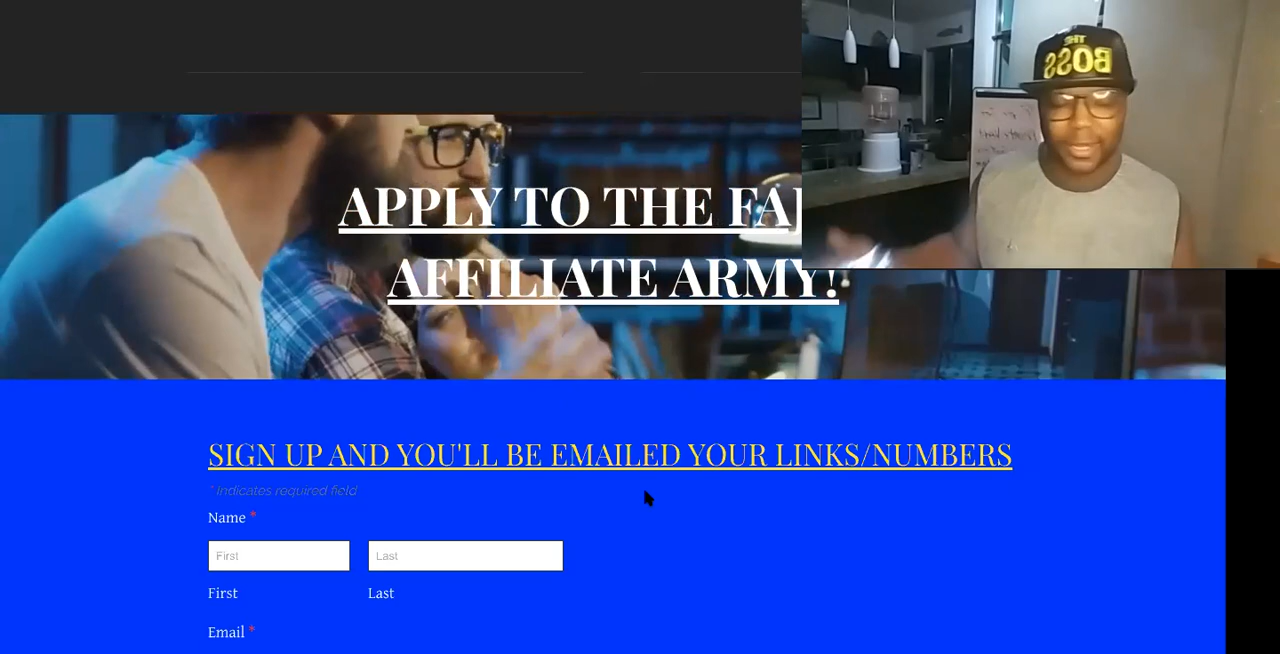 THE
BOSS
APPLY TO THE
AFFILIATE ARMY!
SIGN UP AND YOU'LL BE EMAILED YOUR LINKS/NUMBERS
* Indicates required field
Name *
First
Last
First
Last
Email *